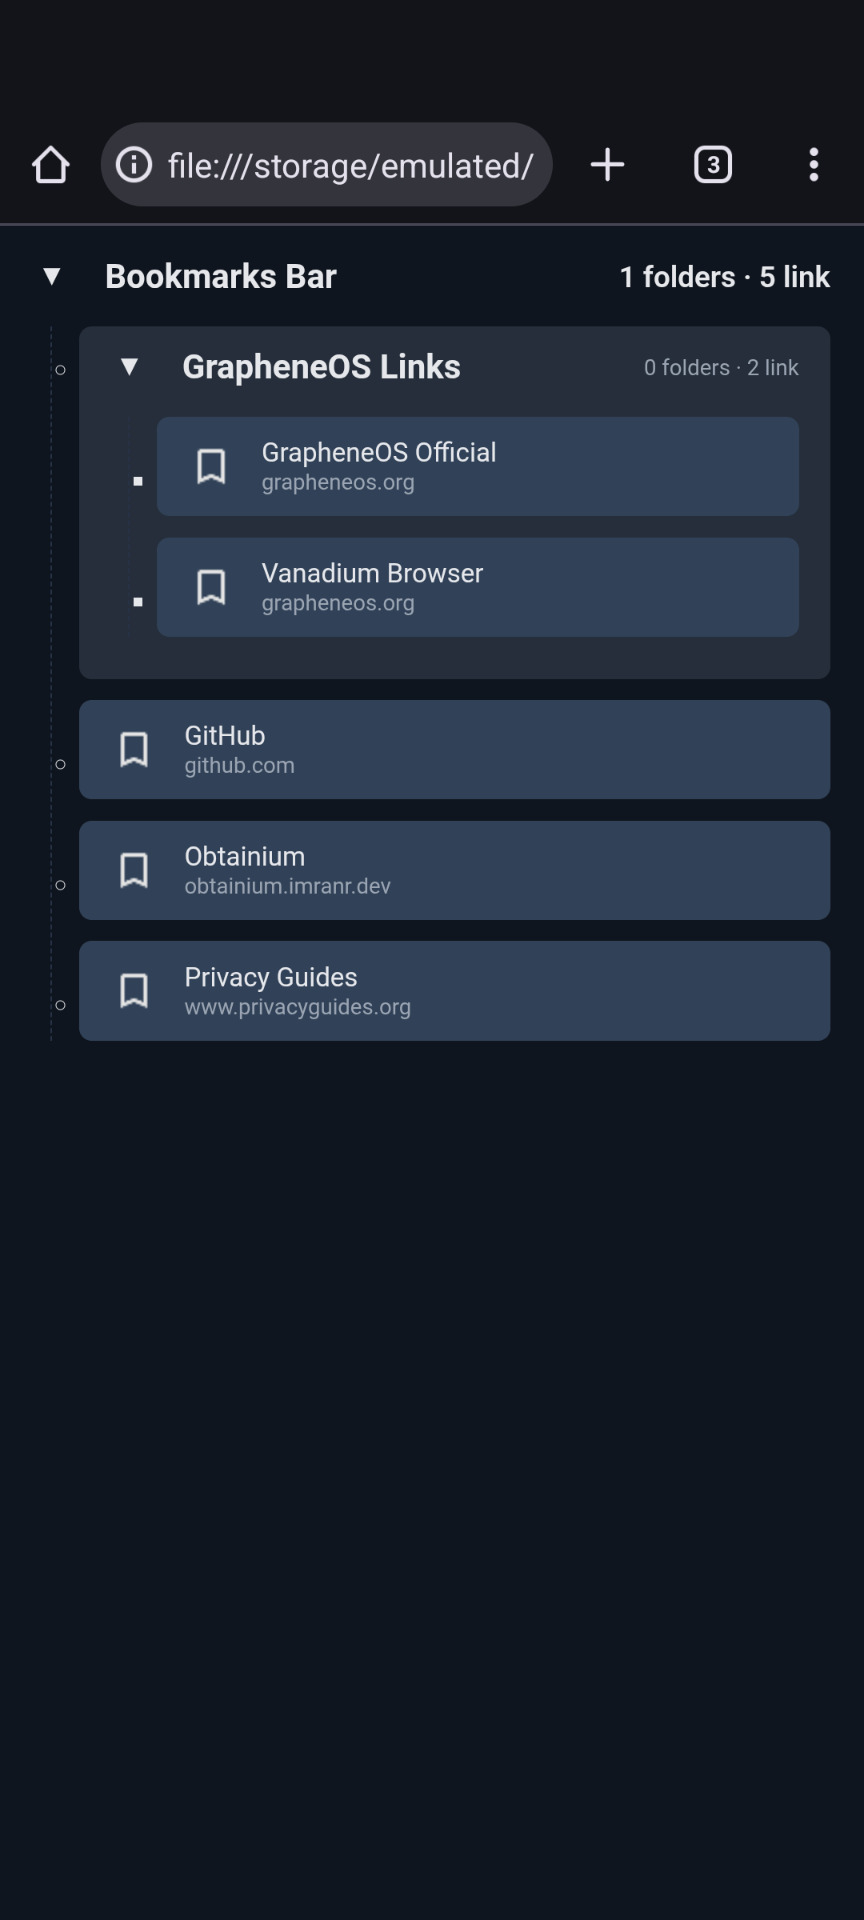 file:///storage/emulated/
3
Bookmarks Bar
1 folders · 5 link
GrapheneOS Links
0 folders · 2 link
GrapheneOS Official
grapheneos.org
Vanadium Browser
grapheneos.org
GitHub
github.com
Obtainium
obtainium.imranr.dev
Privacy Guides
www.privacyguides.org